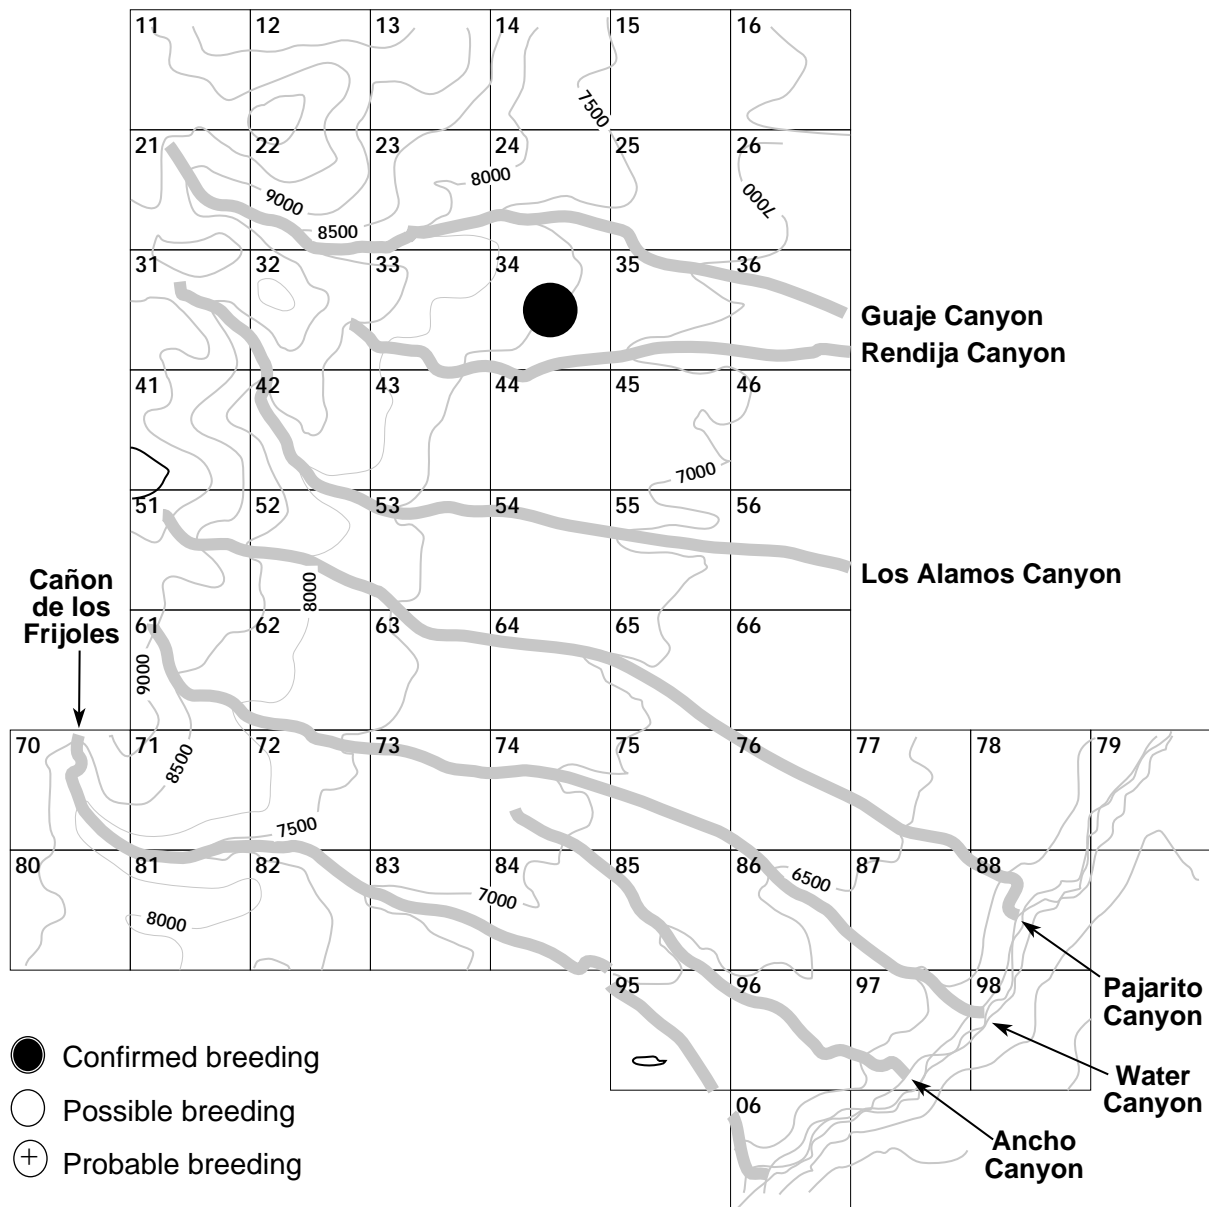 11 12 13 14 15 16
7500
21 22 23 24 25 26
8000
9000
7000
8500
31 32 33 34 35 36
Guaje Canyon
Rendija Canyon
41 42 43 44 45 46
7000
51 52 53 54 55 56
Los Alamos Canyon
Cañon
de los
Frijoles
8000
61 62 63 64 65 66
9000
70 71 72 73 74 75 76 77 78 79
8500
7500
80 81 82 83 84 85 86 87 88
6500
7000
8000
95 96 97 98
Pajarito
Canyon
Water
Canyon
06
Ancho
Canyon
Confirmed breeding
Possible breeding
+ Probable breeding